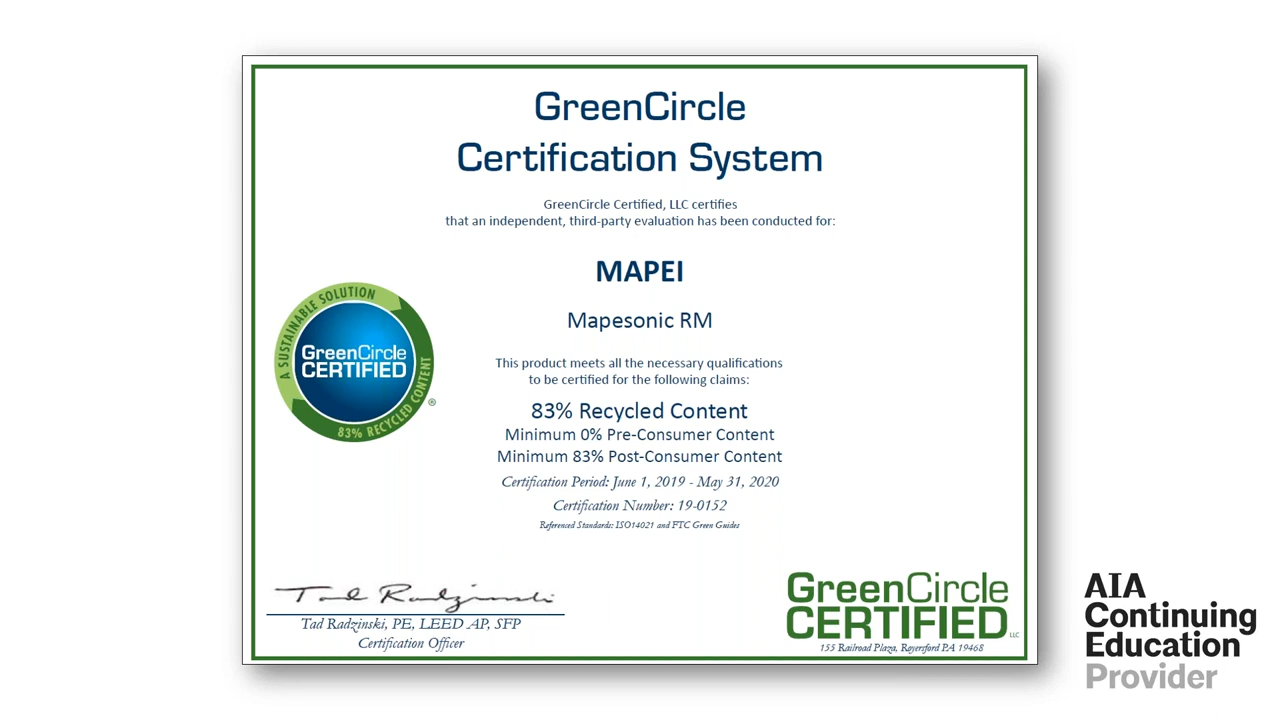 GreenCircle
Certification System
GreenCircle Certified, LLC certifies
that an independent, third-party evaluation has been conducted for:
MAPEI
Mapesonic RM
This product meets all the necessary qualifications
to be certified for the following claims:
83% Recycled Content
Minimum 0% Pre-Consumer Content
Minimum 83% Post-Consumer Content
Certification Period: June 1, 2019 - May 31, 2020
Certification Number: 19-0152
Referenced Standards: ISO14021 and FTC Green Guides
A SUSTAINABLE SOLUTION
GreenCircle
CERTIFIED
83% RECYCLED CONTENT
®
Tad Radzinski
Tad Radzinski, PE, LEED AP, SFP
Certification Officer
GreenCircle
CERTIFIED LLC
155 Railroad Plaza, Royersford PA 19468
AIA
Continuing
Education
Provider